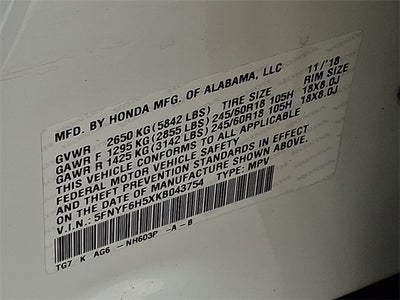 MFD. BY HONDA MFG. OF ALABAMA, LLC 11/'18
GVWR 2650 KG (5842 LBS) TIRE SIZE RIM SIZE
GAWR F 1295 KG (2855 LBS) 245/60R18 105H 18X8.0J
GAWR R 1425 KG (3142 LBS) 245/60R18 105H 18X8.0J
THIS VEHICLE CONFORMS TO ALL APPLICABLE
FEDERAL MOTOR VEHICLE SAFETY STANDARDS IN EFFECT
ON THE DATE OF MANUFACTURE SHOWN ABOVE.
V.I.N.: 5FNYF6H5XKB043754 TYPE: MPV
TG7 K AG6 - NH603P -A -B